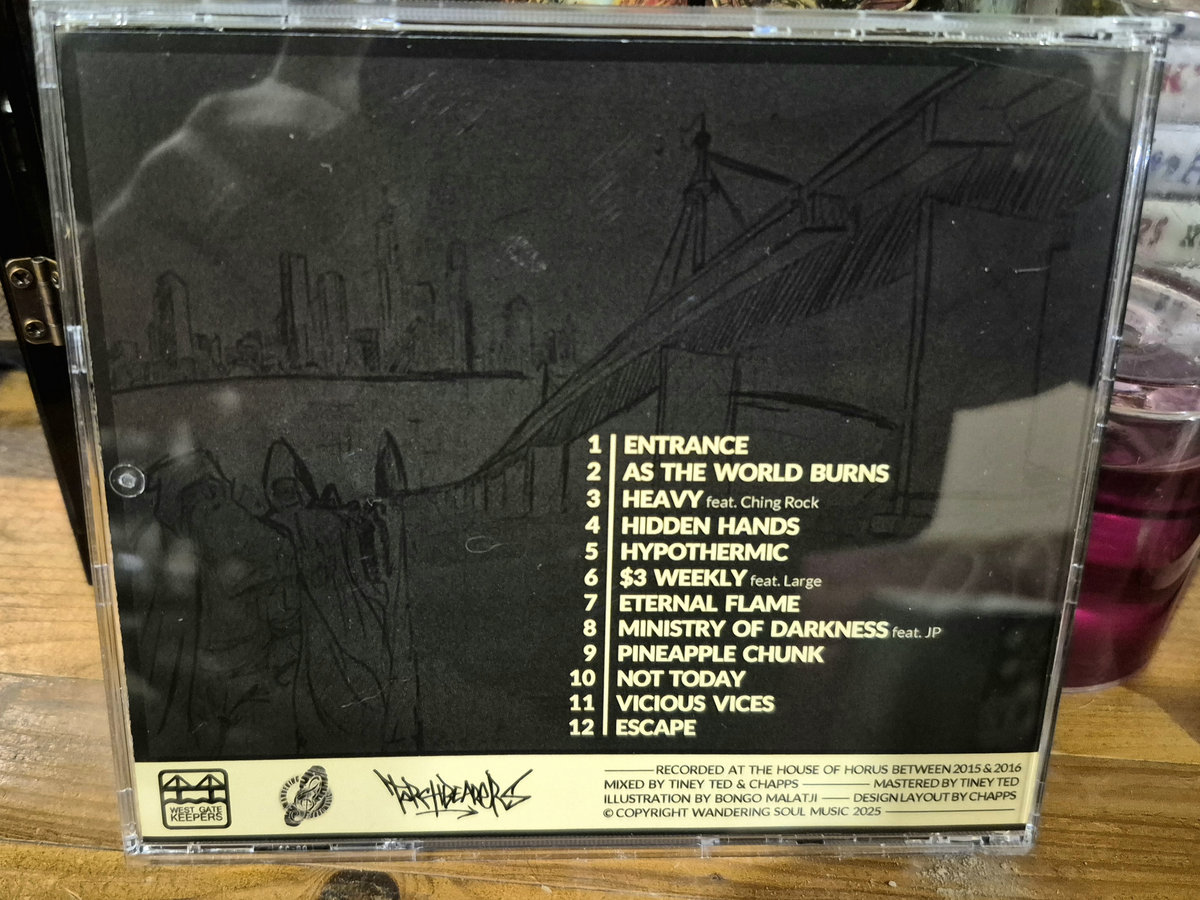 1 ENTRANCE
2 AS THE WORLD BURNS
3 HEAVY feat. Ching Rock
4 HIDDEN HANDS
5 HYPOTHERMIC
6 $3 WEEKLY feat. Large
7 ETERNAL FLAME
8 MINISTRY OF DARKNESS feat. JP
9 PINEAPPLE CHUNK
10 NOT TODAY
11 VICIOUS VICES
12 ESCAPE
WEST GATE
KEEPERS
TORCHBEARERS
RECORDED AT THE HOUSE OF HORUS BETWEEN 2015 & 2016
MIXED BY TINEY TED & CHAPPS MASTERED BY TINEY TED
ILLUSTRATION BY BONGO MALATJI DESIGN LAYOUT BY CHAPPS
© COPYRIGHT WANDERING SOUL MUSIC 2025